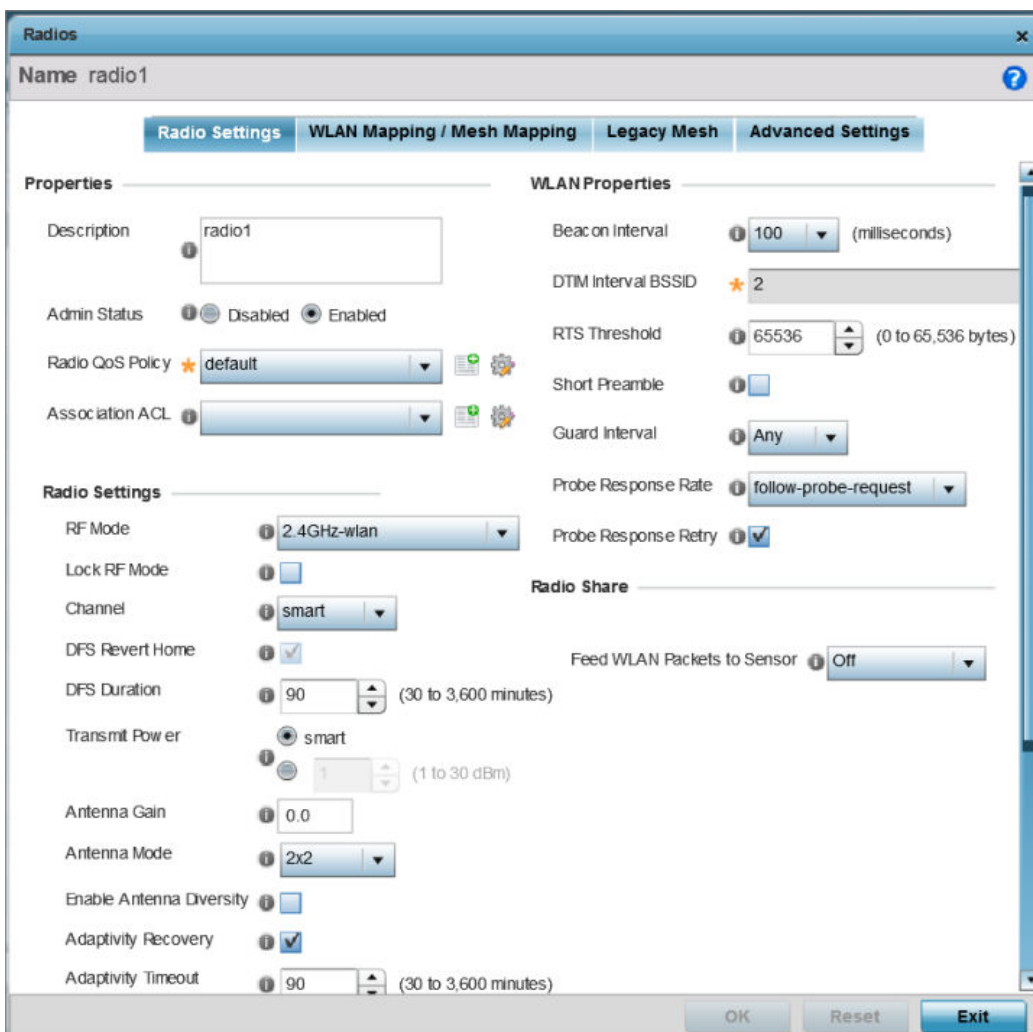 Radios
Name radio1
Radio Settings
WLAN Mapping / Mesh Mapping
Legacy Mesh
Advanced Settings
Properties
Description
radio1
Admin Status
Disabled
Enabled
Radio QoS Policy
default
Association ACL
Radio Settings
RF Mode
2.4GHz-wlan
Lock RF Mode
Channel
smart
DFS Revert Home
DFS Duration
90
(30 to 3,600 minutes)
Transmit Power
smart
1
(1 to 30 dBm)
Antenna Gain
0.0
Antenna Mode
2x2
Enable Antenna Diversity
Adaptivity Recovery
Adaptivity Timeout
90
(30 to 3,600 minutes)
WLAN Properties
Beacon Interval
100
(milliseconds)
DTIM Interval BSSID
2
RTS Threshold
65536
(0 to 65,536 bytes)
Short Preamble
Guard Interval
Any
Probe Response Rate
follow-probe-request
Probe Response Retry
Radio Share
Feed WLAN Packets to Sensor
Off
OK
Reset
Exit